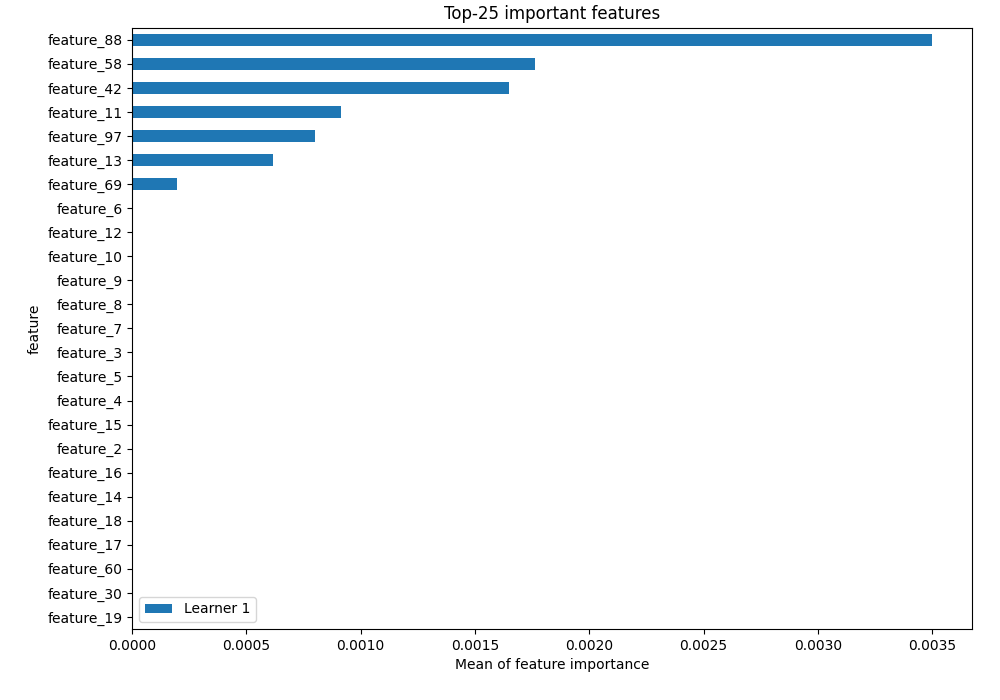 Top-25 important features
feature_88
feature_58
feature_42
feature_11
feature_97
feature_13
feature_69
feature_6
feature_12
feature_10
feature_9
feature_8
feature_7
feature_3
feature_5
feature_4
feature_15
feature_2
feature_16
feature_14
feature_18
feature_17
feature_60
feature_30
feature_19
feature
Learner 1
0.0000 0.0005 0.0010 0.0015 0.0020 0.0025 0.0030 0.0035
Mean of feature importance